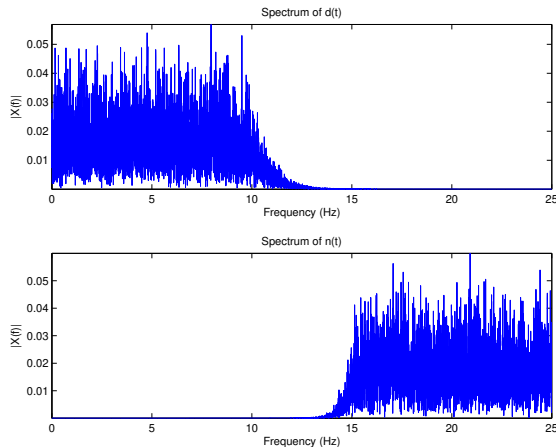 Spectrum of d(t)
0.05
0.04
0.03
0.02
0.01
|X(f)|
0 5 10 15 20 25
Frequency (Hz)
Spectrum of n(t)
0.05
0.04
0.03
0.02
0.01
|X(f)|
0 5 10 15 20 25
Frequency (Hz)